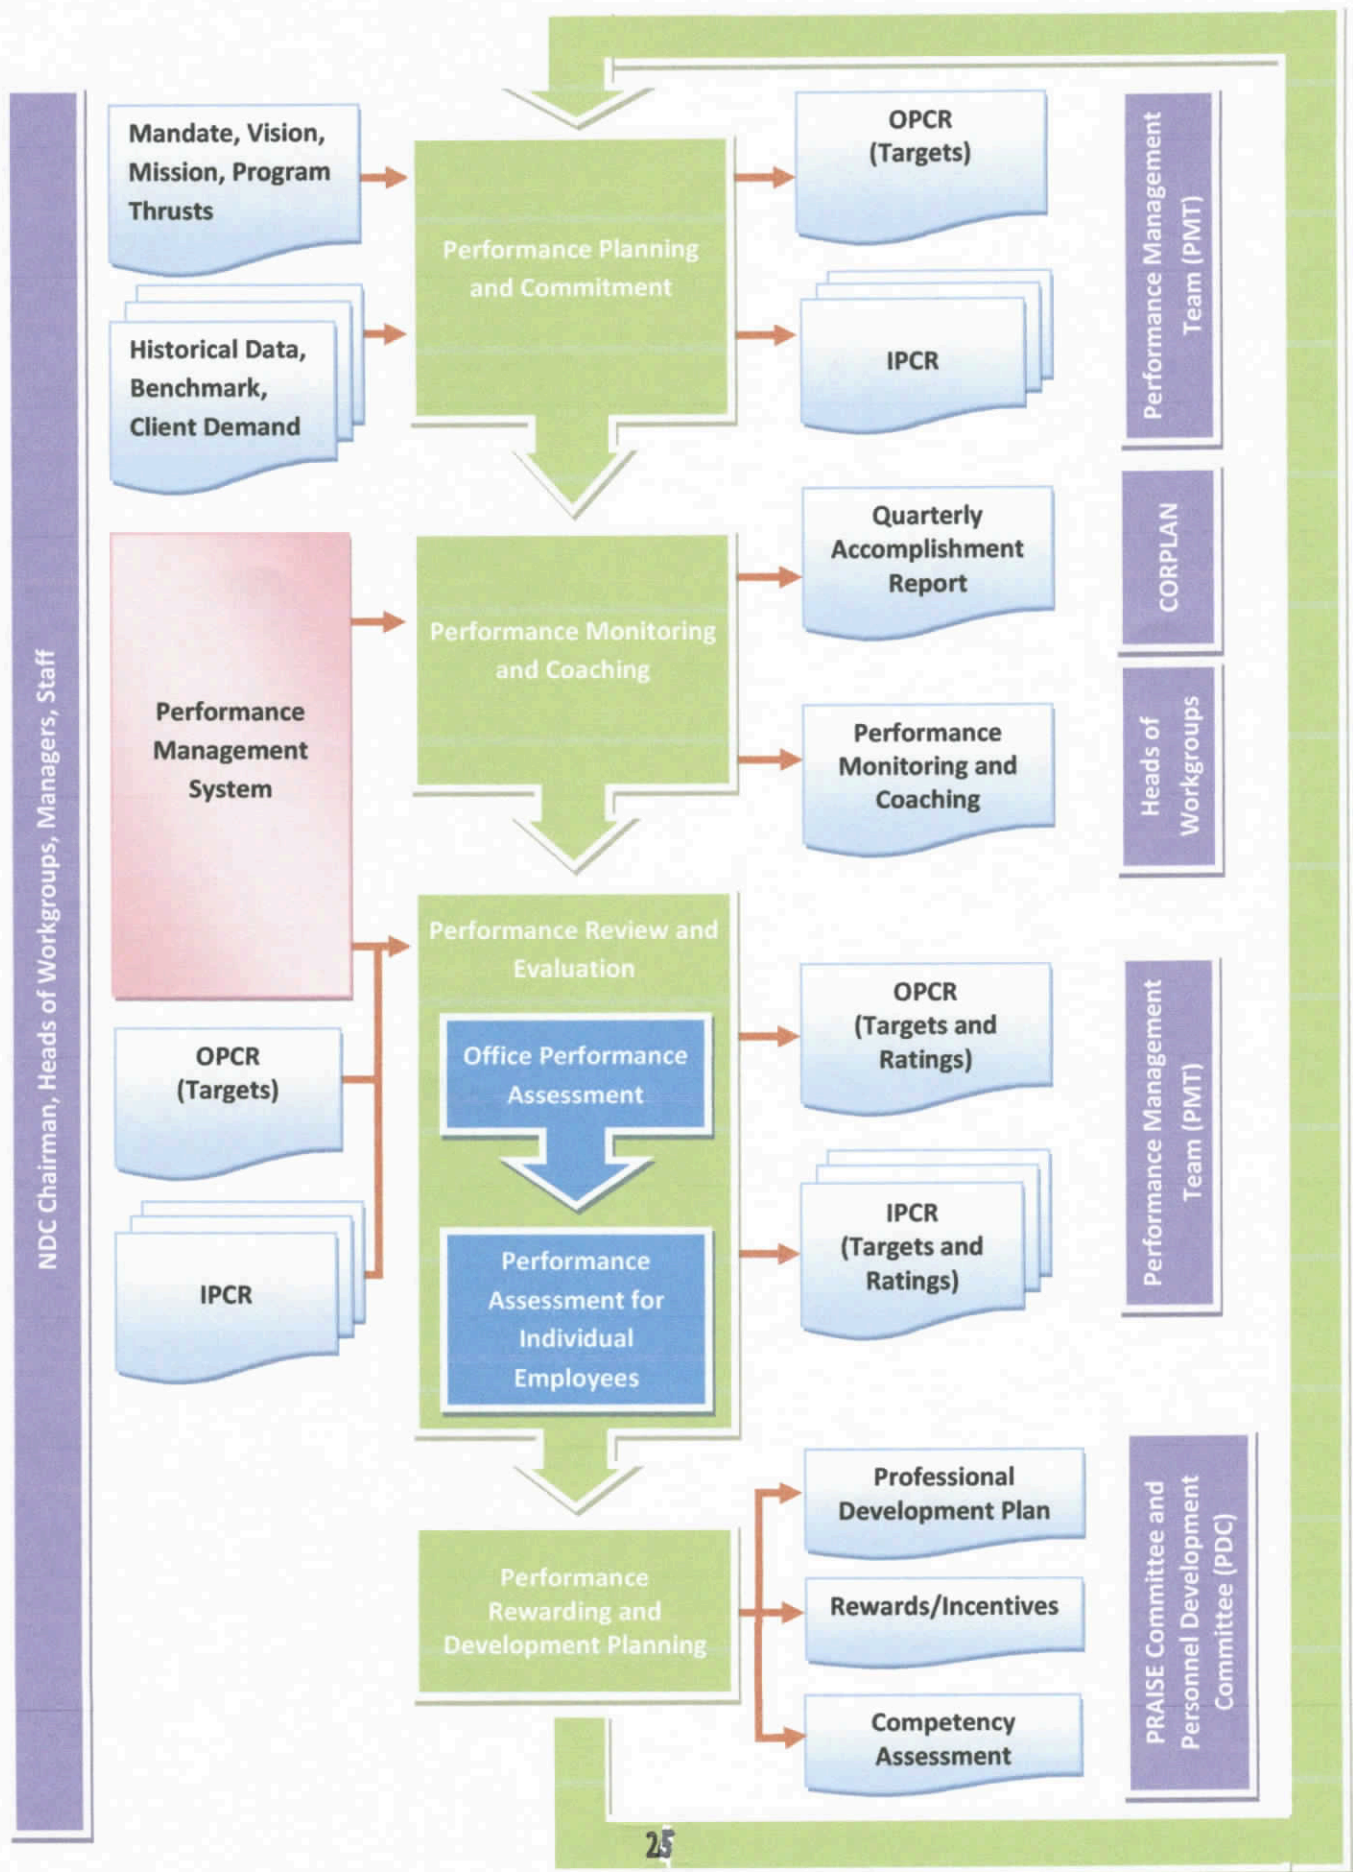 NDC Chairman, Heads of Workgroups, Managers, Staff
Mandate, Vision,
Mission, Program
Thrusts
Historical Data,
Benchmark,
Client Demand
Performance Planning
and Commitment
OPCR
(Targets)
IPCR
Performance Management
Team (PMT)
Performance
Management
System
Performance Monitoring
and Coaching
Quarterly
Accomplishment
Report
CORPLAN
Performance
Monitoring and
Coaching
Heads of
Workgroups
OPCR
(Targets)
IPCR
Performance Review and
Evaluation
Office Performance
Assessment
Performance
Assessment for
Individual
Employees
OPCR
(Targets and
Ratings)
IPCR
(Targets and
Ratings)
Performance Management
Team (PMT)
Performance
Rewarding and
Development Planning
Professional
Development Plan
Rewards/Incentives
Competency
Assessment
PRAISE Committee and
Personnel Development
Committee (PDC)
25